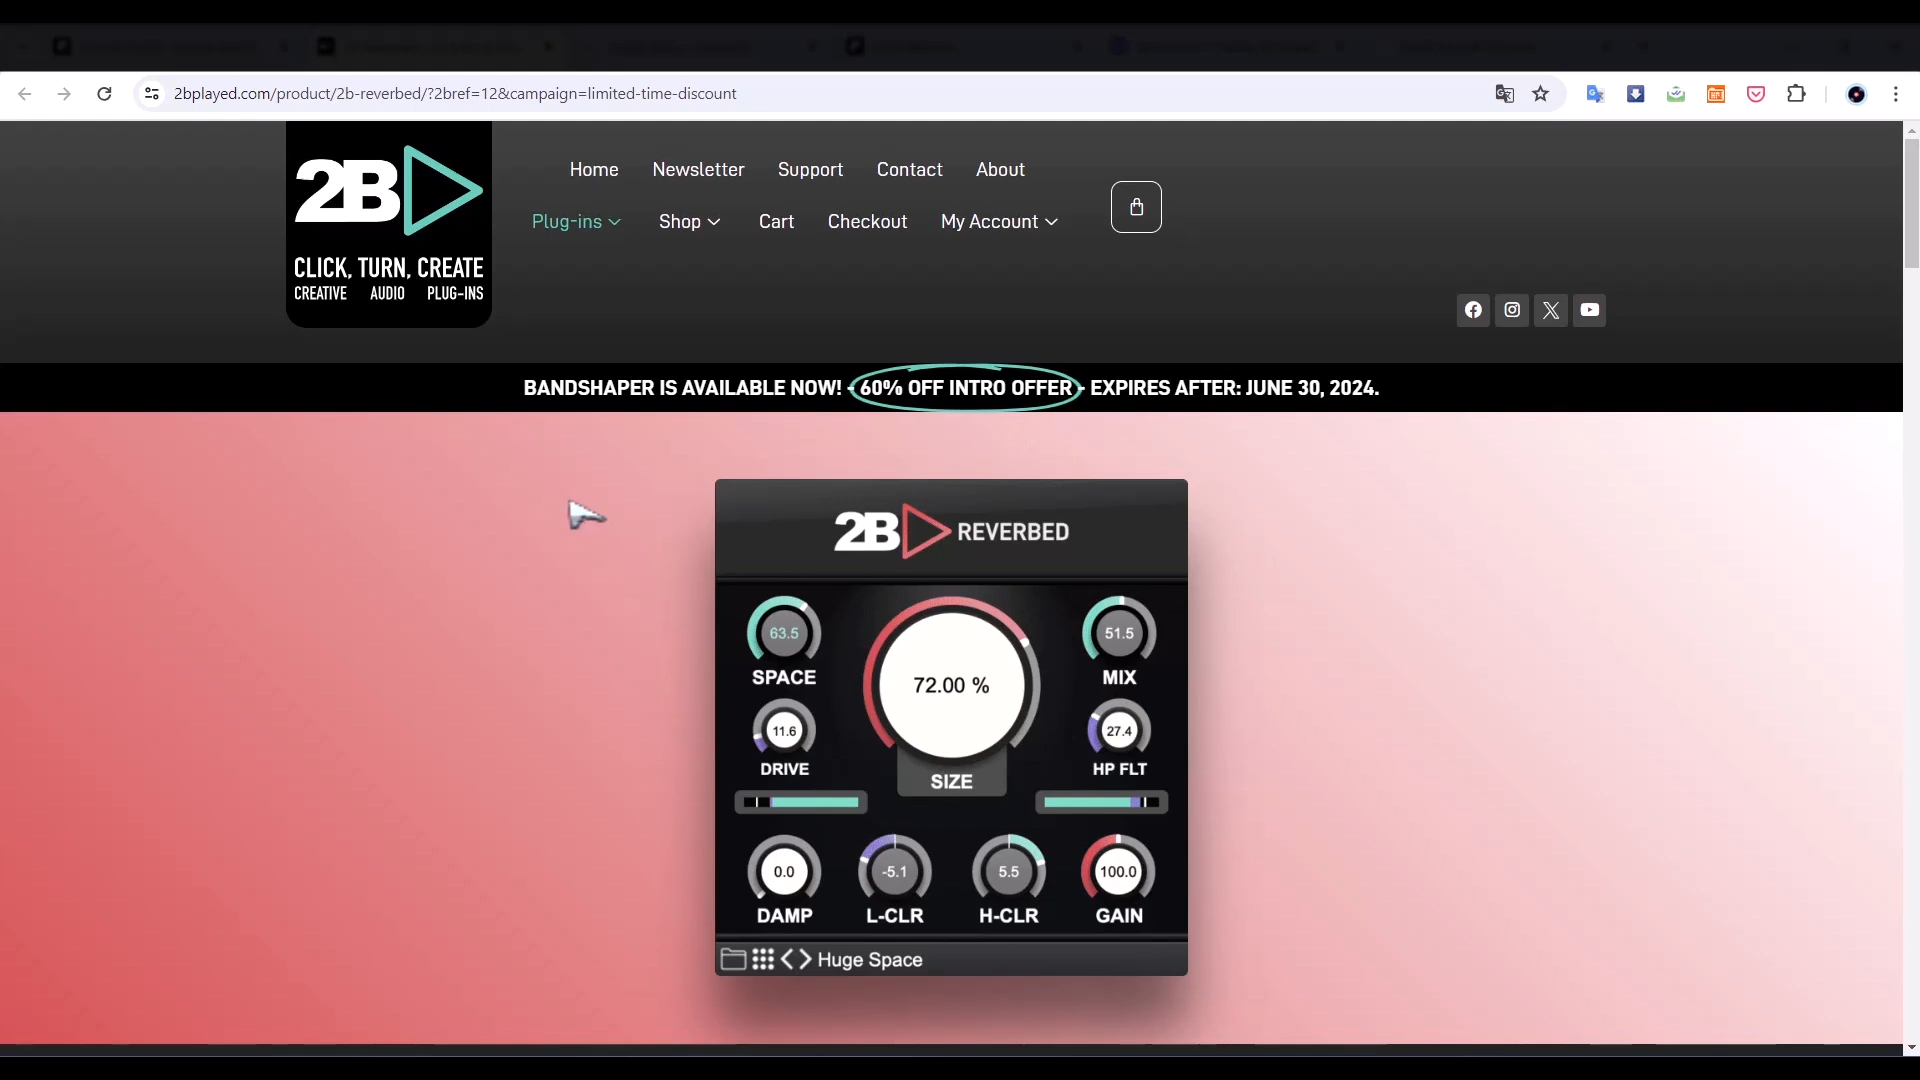 2bplayed.com/product/2b-reverbed/?2bref=12&campaign=limited-time-discount
2B
CLICK, TURN, CREATE
CREATIVE AUDIO PLUG-INS
Home Newsletter Support Contact About
Plug-ins Shop Cart Checkout My Account
BANDSHAPER IS AVAILABLE NOW! - 60% OFF INTRO OFFER - EXPIRES AFTER: JUNE 30, 2024.
2B REVERBED
63.5
SPACE
72.00 %
51.5
MIX
11.6
DRIVE
27.4
HP FLT
SIZE
0.0
DAMP
-5.1
L-CLR
5.5
H-CLR
100.0
GAIN
Huge Space